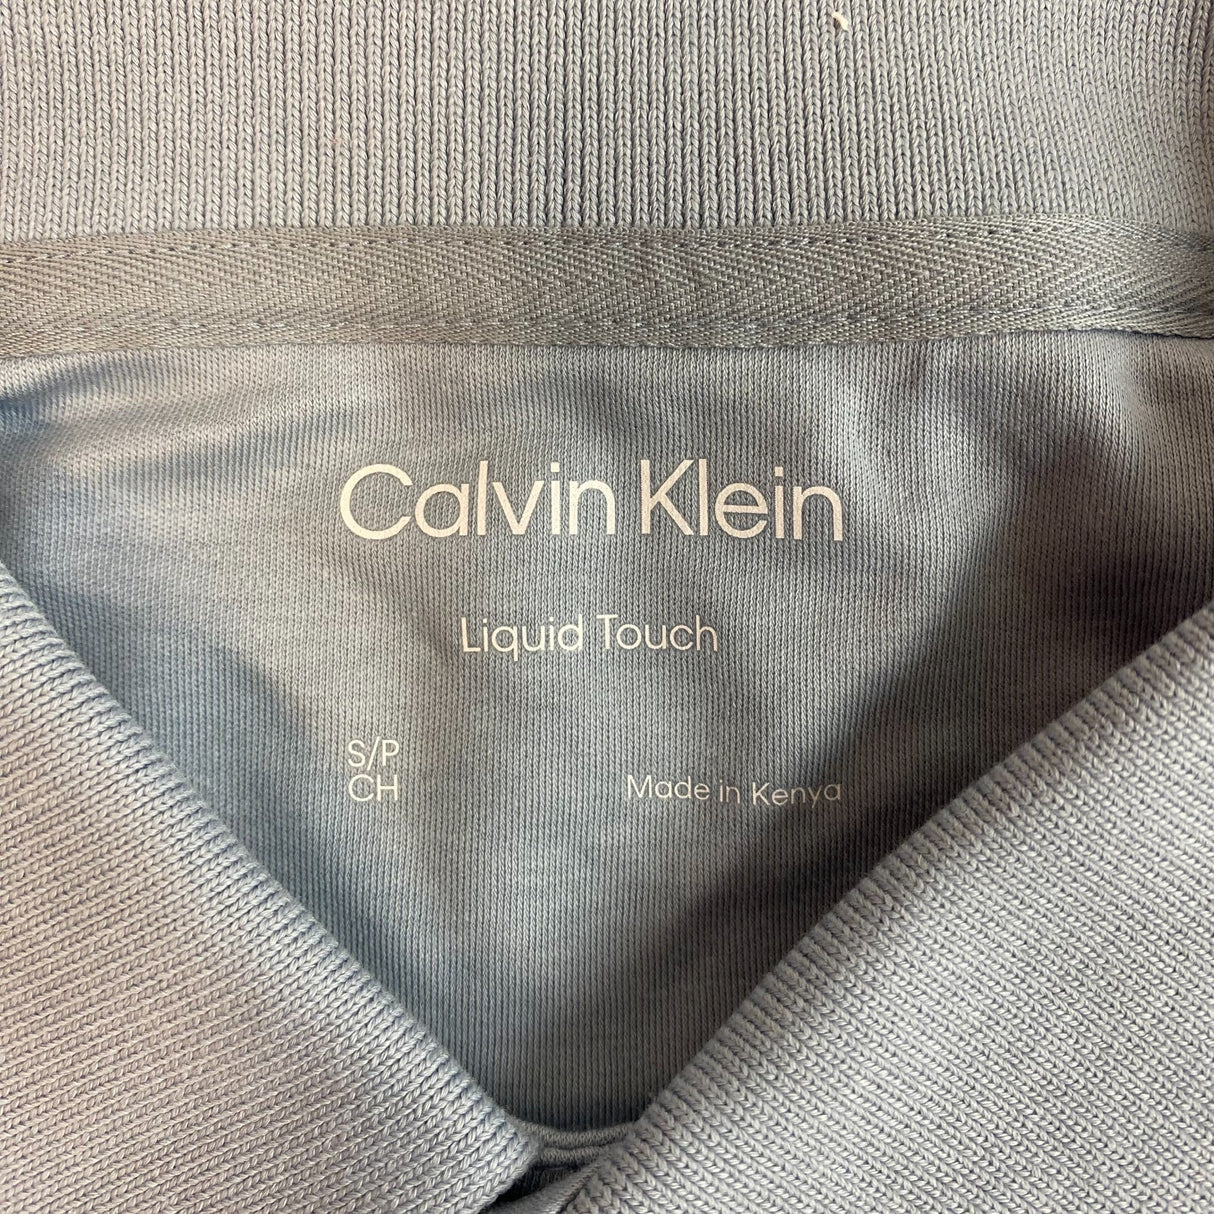 Calvin Klein
Liquid Touch
S/P
CH
Made in Kenya